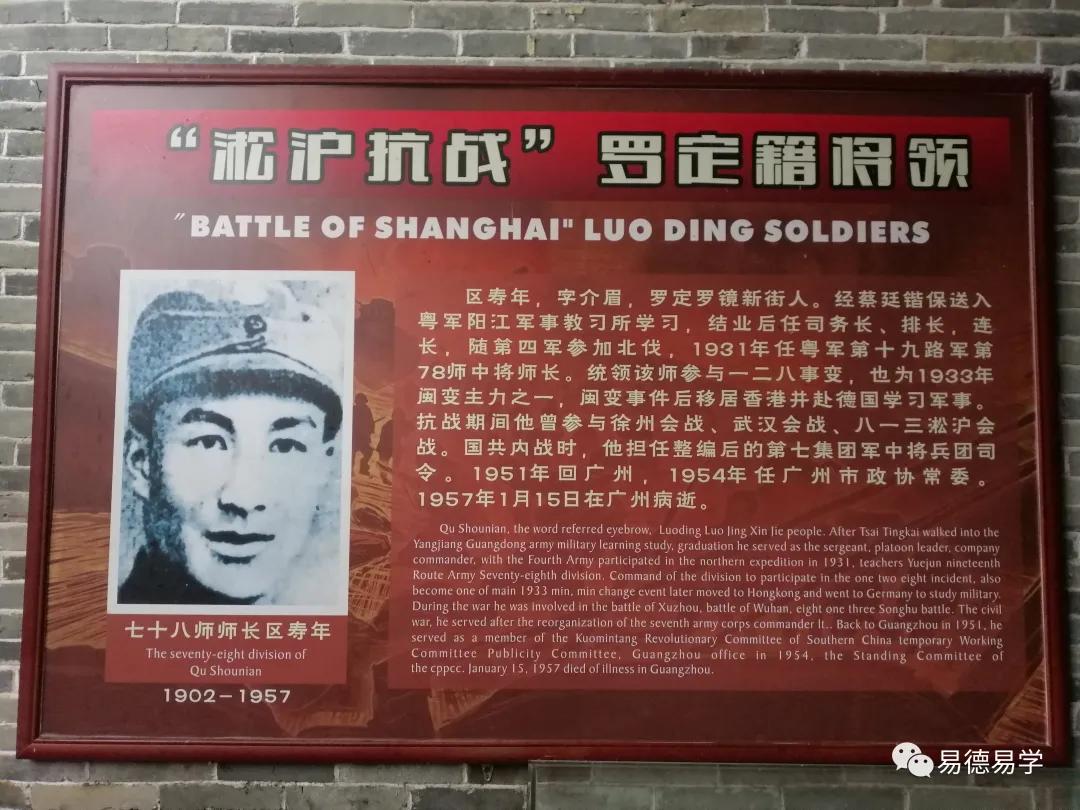 “淞沪抗战” 罗定籍将领
"BATTLE OF SHANGHAI" LUO DING SOLDIERS
区寿年，字介眉，罗定罗镜新街人。经蔡廷锴保送入
粤军阳江军事教习所学习，结业后任司务长、排长，连
长，随第四军参加北伐，1931年任粤军第十九路军第
78师中将师长。统领该师参与一二八事变，也为1933年
闽变主力之一，闽变事件后移居香港并赴德国学习军事。
抗战期间他曾参与徐州会战、武汉会战、八一三淞沪会
战。国共内战时，他担任整编后的第七集团军中将兵团司
令。1951年回广州，1954年任广州市政协常委。
1957年1月15日在广州病逝。
Qu Shounian, the word referred eyebrow, Luoding Luo Jing Xin Jie people. After Tsai Tingkai walked into the
Yangjiang Guangdong army military learning study, graduation he served as the sergeant, platoon leader, company
commander, with the Fourth Army participated in the northern expedition in 1931, teachers Yuejun nineteenth
Route Army Seventy-eighth division. Command of the division to participate in the one two eight incident, also
become one of main 1933 min, min change event later moved to Hongkong and went to Germany to study military.
During the war he was involved in the battle of Xuzhou, battle of Wuhan, eight one three Songhu battle. The civil
war, he served after the reorganization of the seventh army corps commander lt.. Back to Guangzhou in 1951, he
served as a member of the Kuomintang Revolutionary Committee of Southern China temporary Working
Committee Publicity Committee, Guangzhou office in 1954, the Standing Committee of
the cppcc. January 15, 1957 died of illness in Guangzhou.
七十八师师长区寿年
The seventy-eight division of
Qu Shounian
1902－1957
易德易学